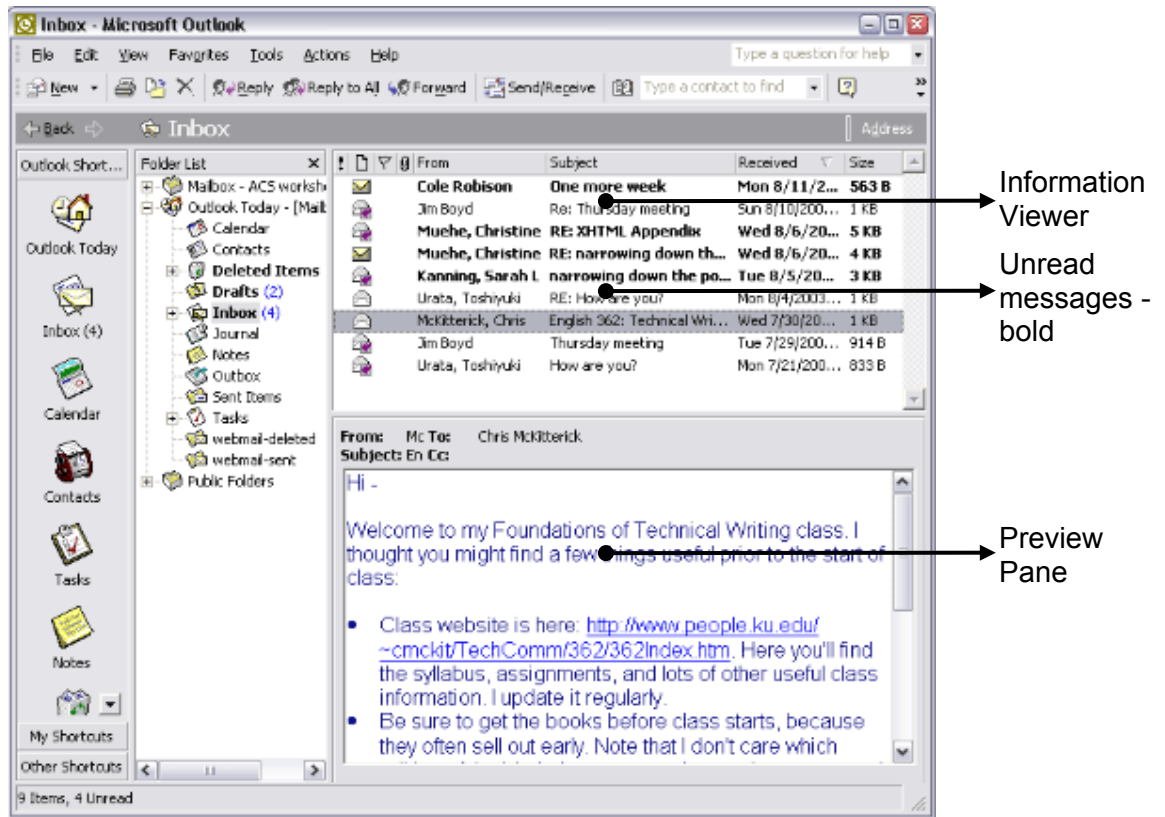 Inbox - Microsoft Outlook
File Edit View Favorites Tools Actions Help Type a question for help
New Reply Reply to All Forward Send/Receive Type a contact to find
Back Inbox Address
Outlook Short...
Outlook Today
Inbox (4)
Calendar
Contacts
Tasks
Notes
My Shortcuts
Other Shortcuts
Folder List
Mailbox - ACS worksh
Outlook Today - [Mail
Calendar
Contacts
Deleted Items
Drafts (2)
Inbox (4)
Journal
Notes
Outbox
Sent Items
Tasks
webmail-deleted
webmail-sent
Public Folders
From Subject Received Size
Cole Robison One more week Mon 8/11/2... 563 B
Jim Boyd Re: Thursday meeting Sun 8/10/200... 1 KB
Muehe, Christine RE: XHTML Appendix Wed 8/6/20... 5 KB
Muehe, Christine RE: narrowing down th... Wed 8/6/20... 4 KB
Kanning, Sarah L narrowing down the po... Tue 8/5/20... 3 KB
Urata, Toshiyuki RE: How are you? Mon 8/4/2003... 1 KB
McKitterick, Chris English 362: Technical Wri... Wed 7/30/20... 1 KB
Jim Boyd Thursday meeting Tue 7/29/200... 914 B
Urata, Toshiyuki How are you? Mon 7/21/200... 833 B
From: Mc To: Chris McKitterick
Subject: En Cc:
Hi -
Welcome to my Foundations of Technical Writing class. I
thought you might find a few things useful prior to the start of
class:
• Class website is here: http://www.people.ku.edu/
~cmckit/TechComm/362/362Index.htm. Here you'll find
the syllabus, assignments, and lots of other useful class
information. I update it regularly.
• Be sure to get the books before class starts, because
they often sell out early. Note that I don't care which
9 Items, 4 Unread
Information
Viewer
Unread
messages -
bold
Preview
Pane